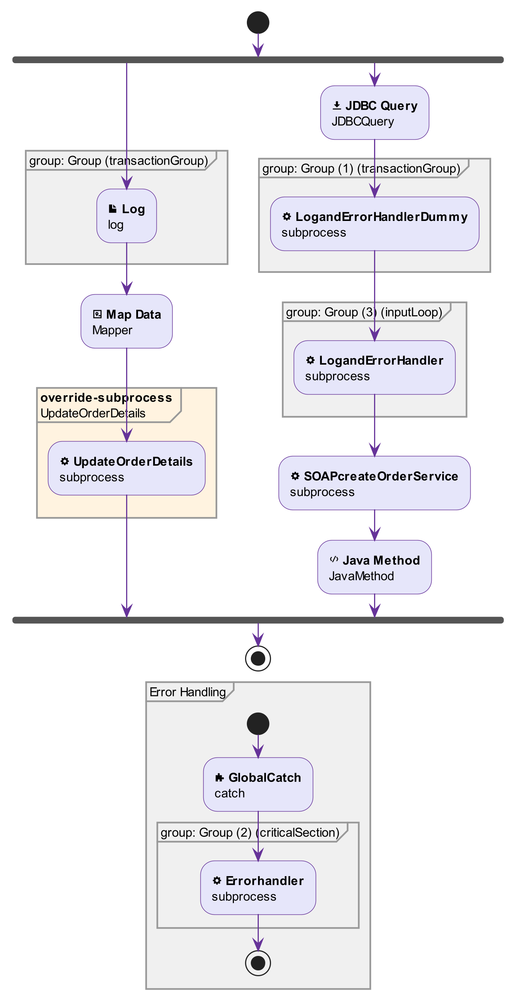 JDBC Query
JDBCQuery
group: Group (transactionGroup)
group: Group (1) (transactionGroup)
Log
log
LogandErrorHandlerDummy
subprocess
Map Data
Mapper
group: Group (3) (inputLoop)
LogandErrorHandler
subprocess
override-subprocess
UpdateOrderDetails
UpdateOrderDetails
subprocess
SOAPcreateOrderService
subprocess
Java Method
JavaMethod
Error Handling
GlobalCatch
catch
group: Group (2) (criticalSection)
Errorhandler
subprocess